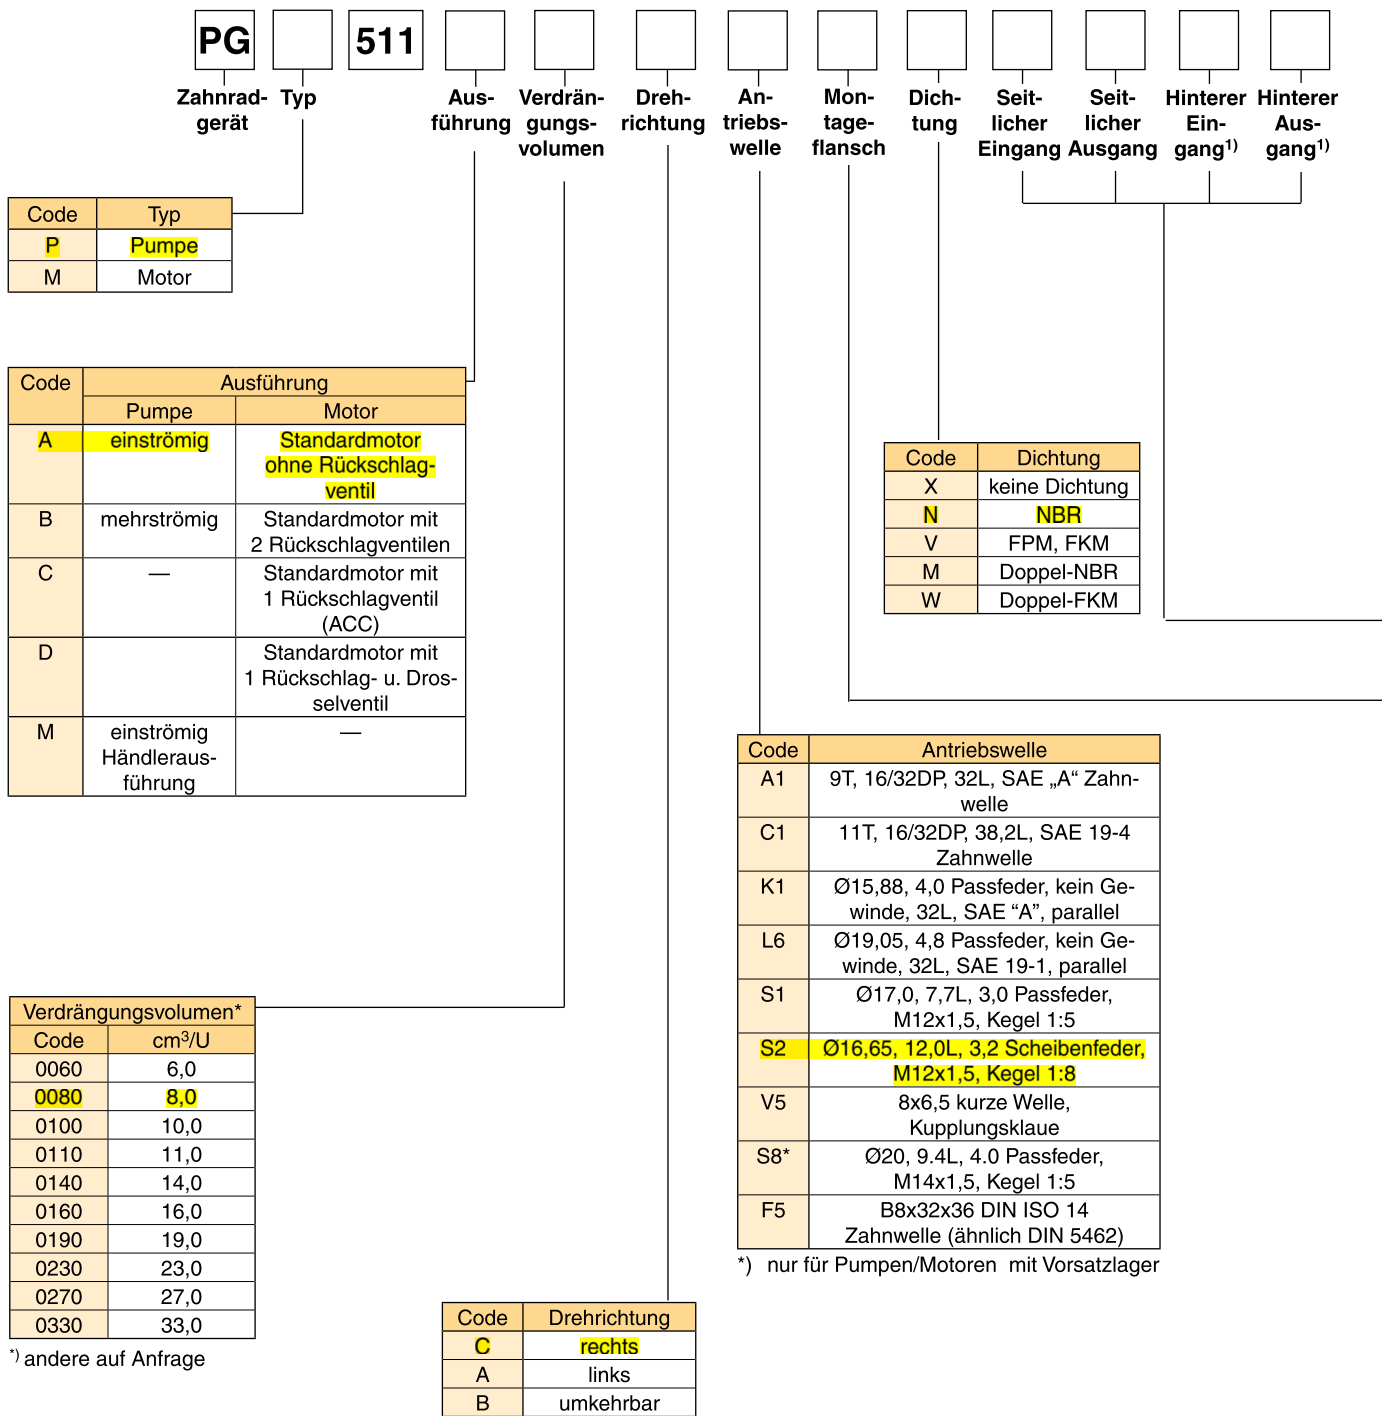 PG 511
Zahnrad-
gerät
Typ
Aus-
führung
Verdrän-
gungs-
volumen
Dreh-
richtung
An-
triebs-
welle
Mon-
tage-
flansch
Dich-
tung
Seit-
licher
Eingang
Seit-
licher
Ausgang
Hinterer
Ein-
gang1)
Hinterer
Aus-
gang1)
Code Typ
P Pumpe
M Motor
Code Ausführung
Pumpe Motor
A einströmig Standardmotor
ohne Rückschlag-
ventil
B mehrströmig Standardmotor mit
2 Rückschlagventilen
C — Standardmotor mit
1 Rückschlagventil
(ACC)
D Standardmotor mit
1 Rückschlag- u. Dros-
selventil
M einströmig —
Händleraus-
führung
Code Dichtung
X keine Dichtung
N NBR
V FPM, FKM
M Doppel-NBR
W Doppel-FKM
Code Antriebswelle
A1 9T, 16/32DP, 32L, SAE „A“ Zahn-
welle
C1 11T, 16/32DP, 38,2L, SAE 19-4
Zahnwelle
K1 Ø15,88, 4,0 Passfeder, kein Ge-
winde, 32L, SAE “A”, parallel
L6 Ø19,05, 4,8 Passfeder, kein Ge-
winde, 32L, SAE 19-1, parallel
S1 Ø17,0, 7,7L, 3,0 Passfeder,
M12x1,5, Kegel 1:5
S2 Ø16,65, 12,0L, 3,2 Scheibenfeder,
M12x1,5, Kegel 1:8
V5 8x6,5 kurze Welle,
Kupplungsklaue
S8* Ø20, 9.4L, 4.0 Passfeder,
M14x1,5, Kegel 1:5
F5 B8x32x36 DIN ISO 14
Zahnwelle (ähnlich DIN 5462)
*) nur für Pumpen/Motoren mit Vorsatzlager
Verdrängungsvolumen*
Code cm³/U
0060 6,0
0080 8,0
0100 10,0
0110 11,0
0140 14,0
0160 16,0
0190 19,0
0230 23,0
0270 27,0
0330 33,0
*) andere auf Anfrage
Code Drehrichtung
C rechts
A links
B umkehrbar